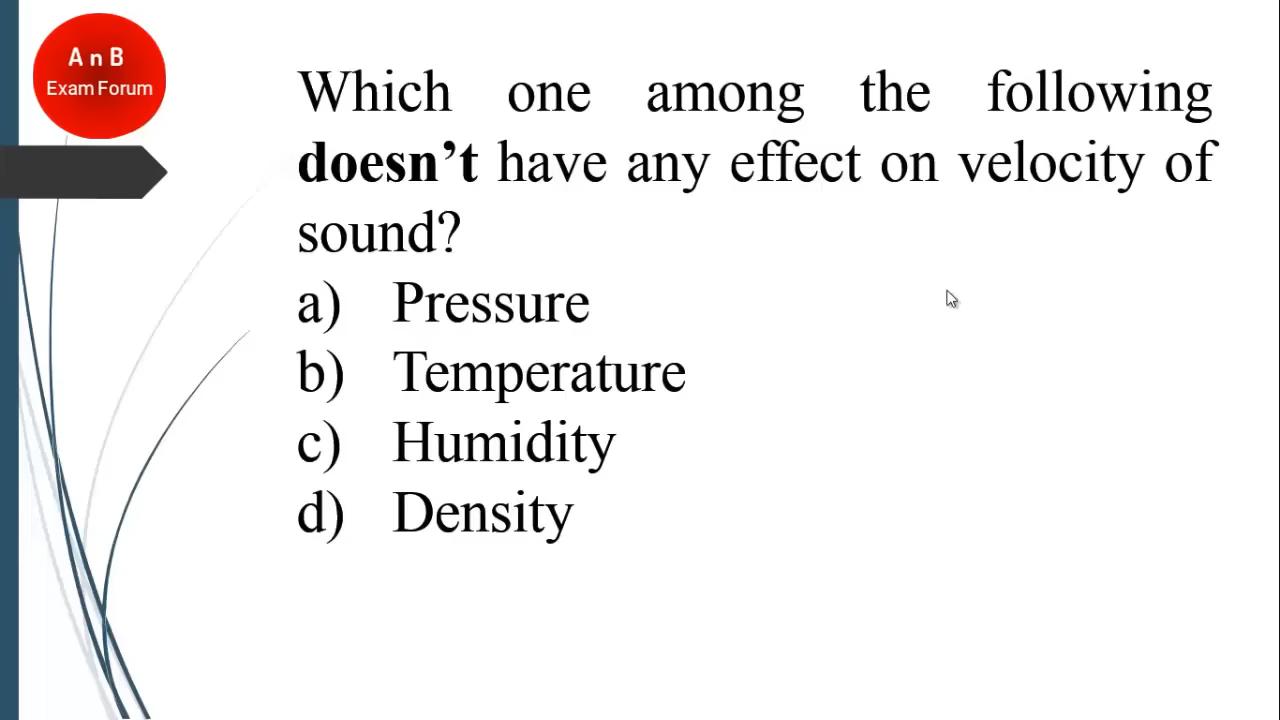 A n B
Exam Forum
Which one among the following
doesn’t have any effect on velocity of
sound?
a) Pressure
b) Temperature
c) Humidity
d) Density